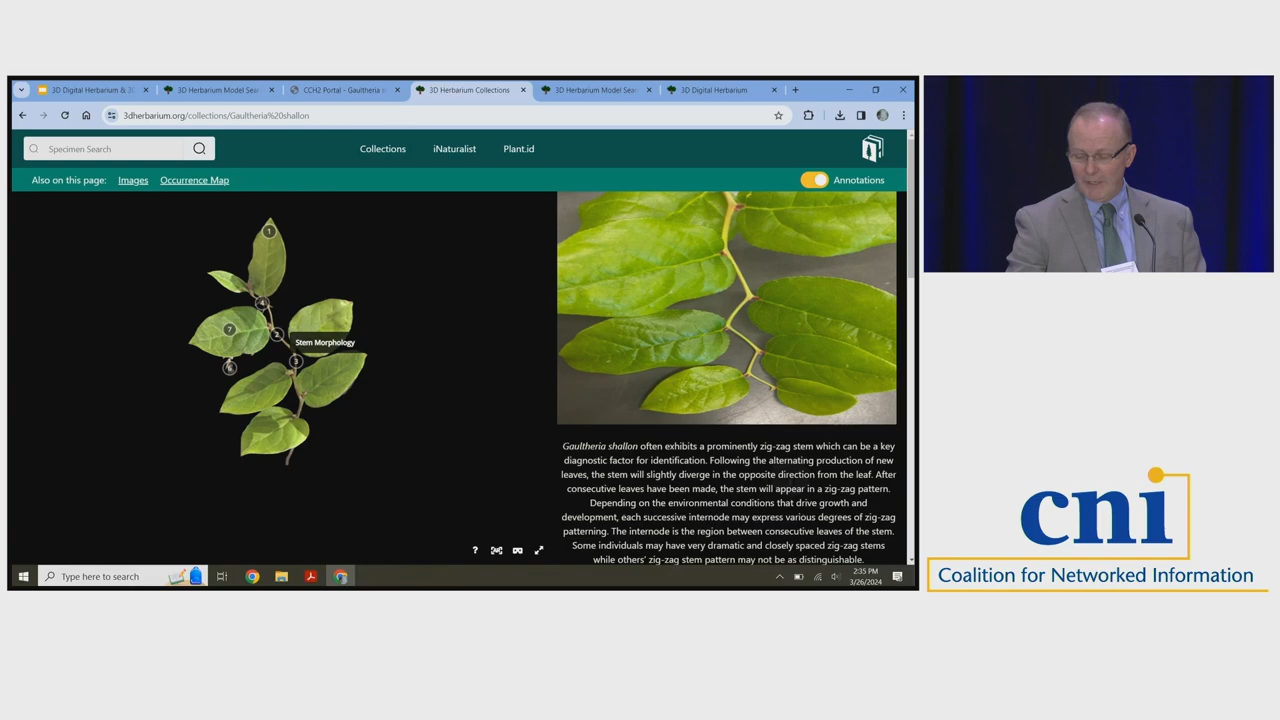 3D Digital Herbarium & 3D
3D Herbarium Model Sea
CCH2 Portal - Gaultheria s
3D Herbarium Collections
3D Herbarium Model Sea
3D Digital Herbarium
3dherbarium.org/collections/Gaultheria%20shallon
Specimen Search
Collections
iNaturalist
Plant.id
Also on this page:
Images
Occurrence Map
Annotations
1
4
7
2
Stem Morphology
3
6
Gaultheria shallon often exhibits a prominently zig-zag stem which can be a key
diagnostic factor for identification. Following the alternating production of new
leaves, the stem will slightly diverge in the opposite direction from the leaf. After
consecutive leaves have been made, the stem will appear in a zig-zag pattern.
Depending on the environmental conditions that drive growth and
development, each successive internode may express various degrees of zig-zag
patterning. The internode is the region between consecutive leaves of the stem.
Some individuals may have very dramatic and closely spaced zig-zag stems
while others' zig-zag stem pattern may not be as distinguishable.
?
Type here to search
2:35 PM
3/26/2024
cni
Coalition for Networked Information